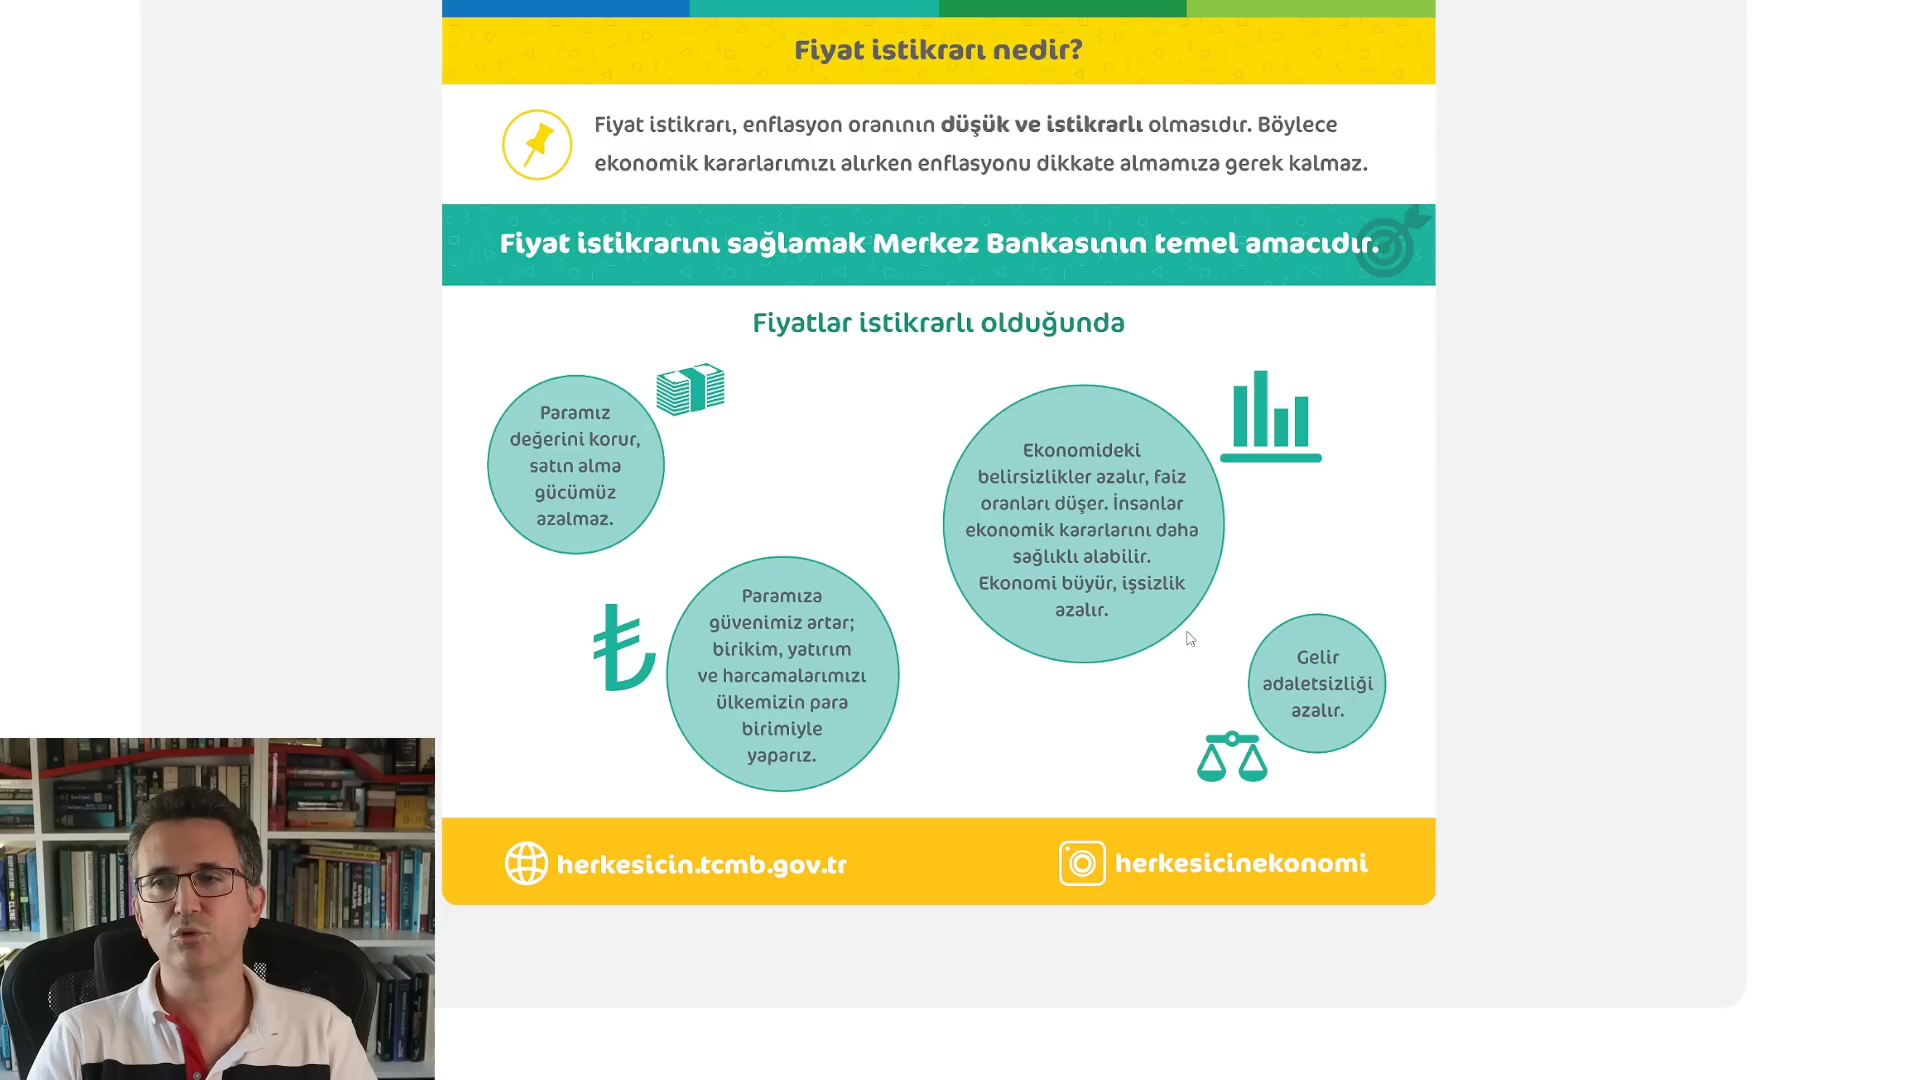 Fiyat istikrarı nedir?
Fiyat istikrarı, enflasyon oranının düşük ve istikrarlı olmasıdır. Böylece
ekonomik kararlarımızı alırken enflasyonu dikkate almamıza gerek kalmaz.
Fiyat istikrarını sağlamak Merkez Bankasının temel amacıdır.
Fiyatlar istikrarlı olduğunda
Paramız
değerini korur,
satın alma
gücümüz
azalmaz.
Paramıza
güvenimiz artar;
birikim, yatırım
ve harcamalarımızı
ülkemizin para
birimiyle
yaparız.
Ekonomideki
belirsizlikler azalır, faiz
oranları düşer. İnsanlar
ekonomik kararlarını daha
sağlıklı alabilir.
Ekonomi büyür, işsizlik
azalır.
Gelir
adaletsizliği
azalır.
herkesicin.tcmb.gov.tr
herkesicinekonomi